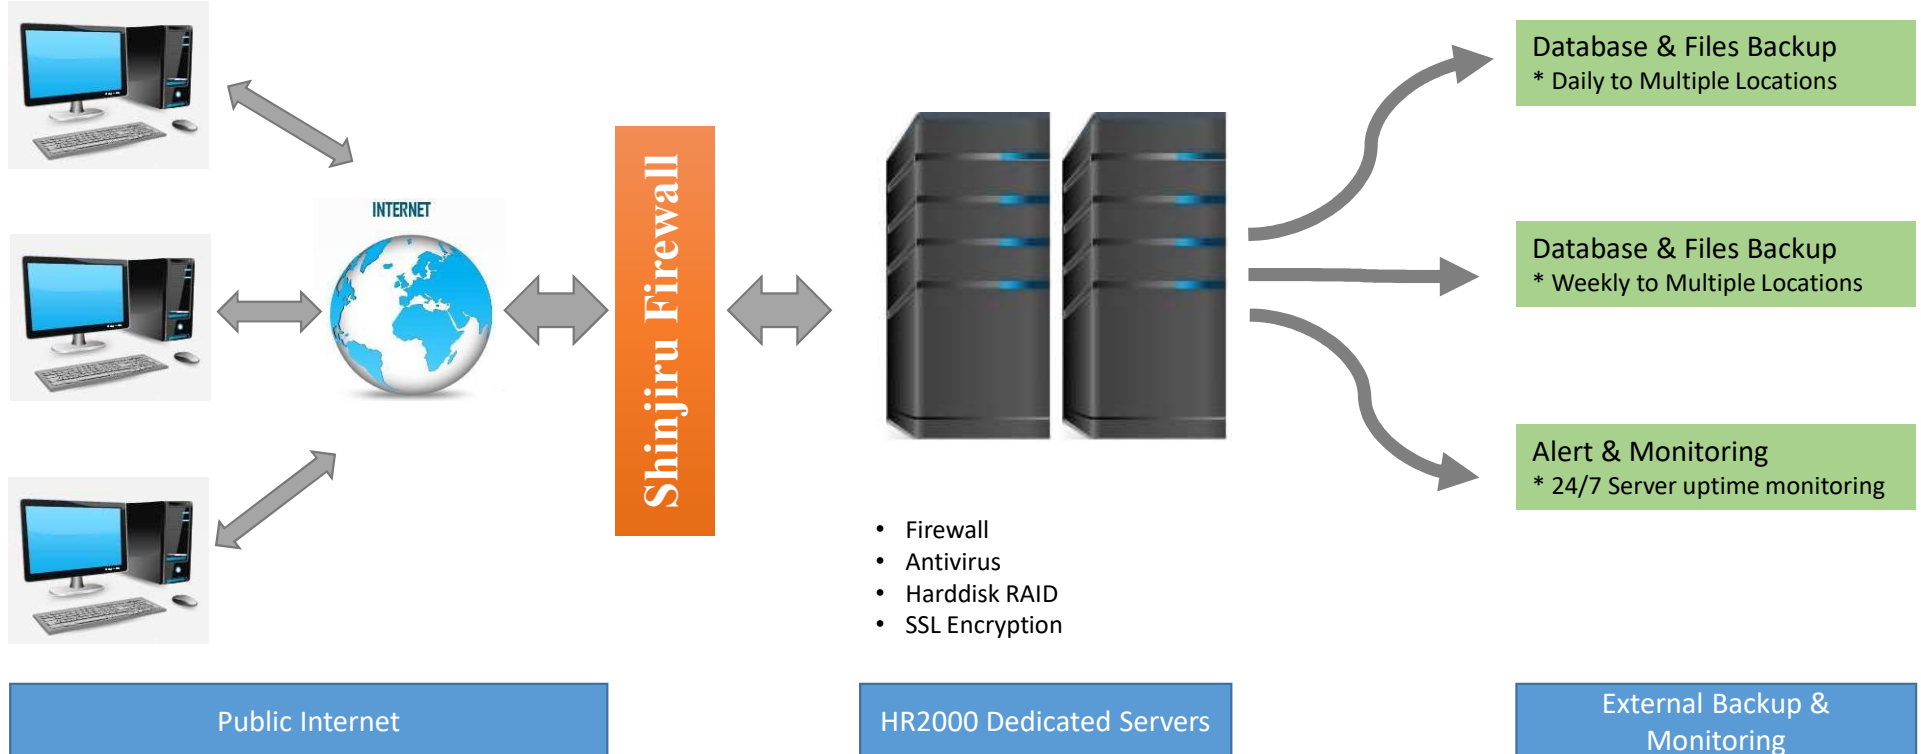 INTERNET
Shinjiru Firewall
• Firewall
• Antivirus
• Harddisk RAID
• SSL Encryption
Database & Files Backup
* Daily to Multiple Locations
Database & Files Backup
* Weekly to Multiple Locations
Alert & Monitoring
* 24/7 Server uptime monitoring
Public Internet
HR2000 Dedicated Servers
External Backup &
Monitoring